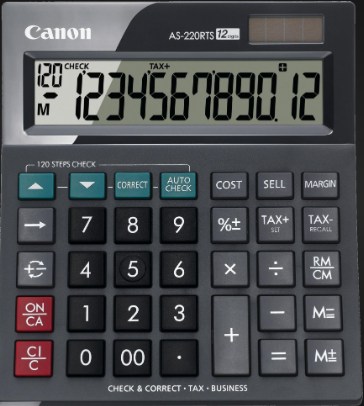 Canon AS-220RTS 12 digits
120 CHECK TAX+
M 1234567890.12
120 STEPS CHECK
▲ ▼ CORRECT AUTO CHECK COST SELL MARGIN
→ 7 8 9 %± TAX+ SET TAX- RECALL
4 5 6 × ÷ RM CM
ON CA 1 2 3 + − M=
CI C 0 00 · = M±
CHECK & CORRECT • TAX • BUSINESS